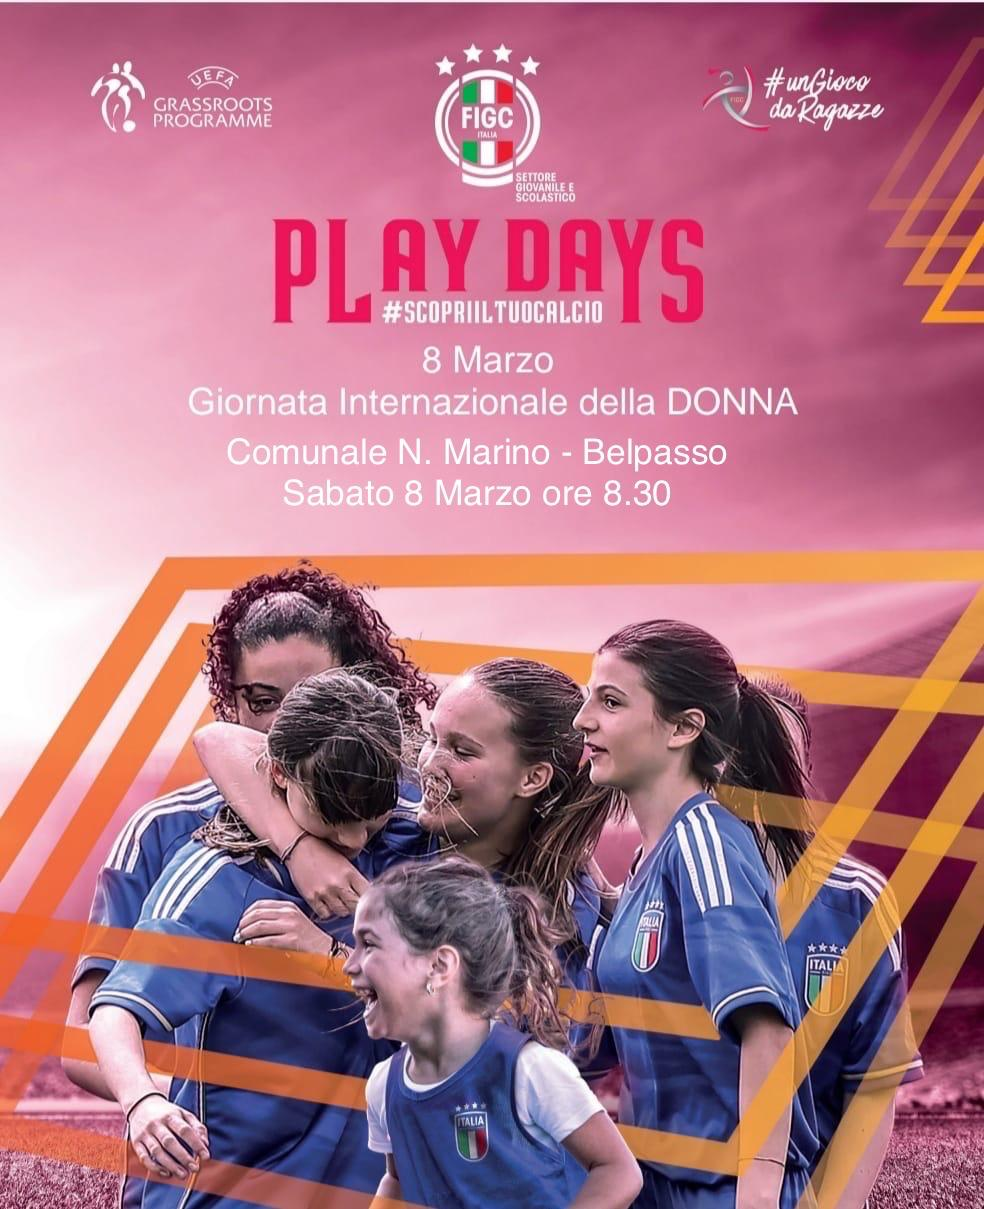 UEFA
GRASSROOTS
PROGRAMME
FIGC
ITALIA
SETTORE
GIOVANILE E
SCOLASTICO
FIGC
#unGioco
daRagazze
PLAY DAYS
#SCOPRIILTUOCALCIO
8 Marzo
Giornata Internazionale della DONNA
Comunale N. Marino - Belpasso
Sabato 8 Marzo ore 8.30
ITALIA
ITALIA
ITALIA